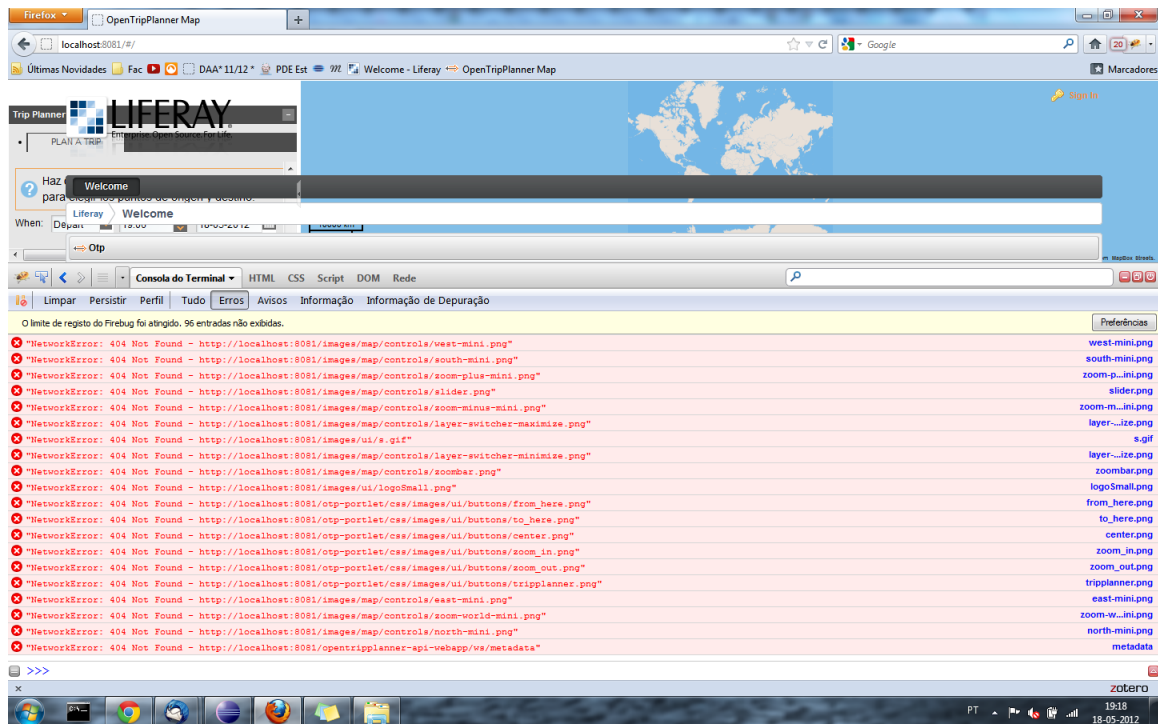 Firefox
OpenTripPlanner Map
localhost:8081/#/
Google
20
Últimas Novidades Fac DAA* 11/12 * PDE Est Welcome - Liferay OpenTripPlanner Map
Marcadores
Trip Planner
LIFERAY.
Enterprise. Open Source. For Life.
Sign In
PLAN A TRIP
Haz
Welcome
para elegir los puntos de origen y destino.
Liferay Welcome
When: Depart 19:06 18-05-2012
Otp
MapBox Streets.
Consola do Terminal HTML CSS Script DOM Rede
Limpar Persistir Perfil Tudo Erros Avisos Informação Informação de Depuração
O limite de registo do Firebug foi atingido. 96 entradas não exibidas. Preferências
"NetworkError: 404 Not Found - http://localhost:8081/images/map/controls/west-mini.png" west-mini.png
"NetworkError: 404 Not Found - http://localhost:8081/images/map/controls/south-mini.png" south-mini.png
"NetworkError: 404 Not Found - http://localhost:8081/images/map/controls/zoom-plus-mini.png" zoom-p...ini.png
"NetworkError: 404 Not Found - http://localhost:8081/images/map/controls/slider.png" slider.png
"NetworkError: 404 Not Found - http://localhost:8081/images/map/controls/zoom-minus-mini.png" zoom-m...ini.png
"NetworkError: 404 Not Found - http://localhost:8081/images/map/controls/layer-switcher-maximize.png" layer-...ize.png
"NetworkError: 404 Not Found - http://localhost:8081/images/ui/s.gif" s.gif
"NetworkError: 404 Not Found - http://localhost:8081/images/map/controls/layer-switcher-minimize.png" layer-...ize.png
"NetworkError: 404 Not Found - http://localhost:8081/images/map/controls/zoombar.png" zoombar.png
"NetworkError: 404 Not Found - http://localhost:8081/images/ui/logoSmall.png" logoSmall.png
"NetworkError: 404 Not Found - http://localhost:8081/otp-portlet/css/images/ui/buttons/from_here.png" from_here.png
"NetworkError: 404 Not Found - http://localhost:8081/otp-portlet/css/images/ui/buttons/to_here.png" to_here.png
"NetworkError: 404 Not Found - http://localhost:8081/otp-portlet/css/images/ui/buttons/center.png" center.png
"NetworkError: 404 Not Found - http://localhost:8081/otp-portlet/css/images/ui/buttons/zoom_in.png" zoom_in.png
"NetworkError: 404 Not Found - http://localhost:8081/otp-portlet/css/images/ui/buttons/zoom_out.png" zoom_out.png
"NetworkError: 404 Not Found - http://localhost:8081/otp-portlet/css/images/ui/buttons/tripplanner.png" tripplanner.png
"NetworkError: 404 Not Found - http://localhost:8081/images/map/controls/east-mini.png" east-mini.png
"NetworkError: 404 Not Found - http://localhost:8081/images/map/controls/zoom-world-mini.png" zoom-w...ini.png
"NetworkError: 404 Not Found - http://localhost:8081/images/map/controls/north-mini.png" north-mini.png
"NetworkError: 404 Not Found - http://localhost:8081/opentripplanner-api-webapp/ws/metadata" metadata
>>>
zotero
PT 19:18
18-05-2012